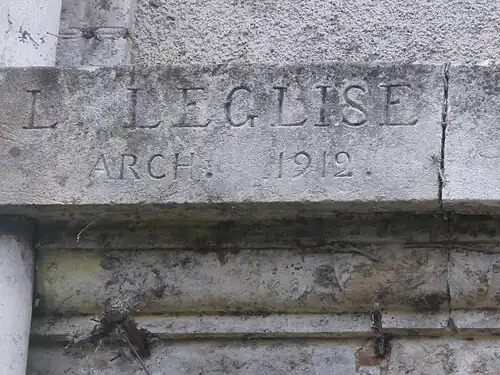 L. LEGLISE
ARCH. 1912.